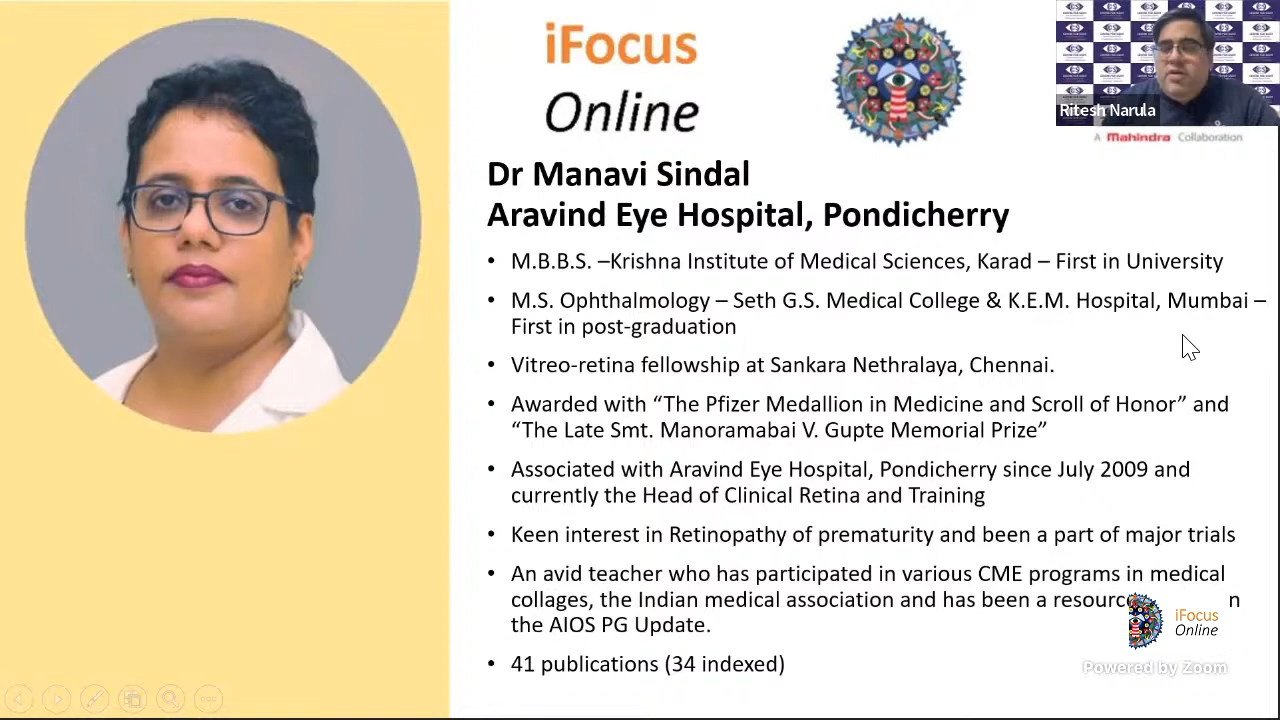 iFocus
Online
Ritesh Narula
A Mahindra Collaboration
Dr Manavi Sindal
Aravind Eye Hospital, Pondicherry
• M.B.B.S. –Krishna Institute of Medical Sciences, Karad – First in University
• M.S. Ophthalmology – Seth G.S. Medical College & K.E.M. Hospital, Mumbai –
First in post-graduation
• Vitreo-retina fellowship at Sankara Nethralaya, Chennai.
• Awarded with “The Pfizer Medallion in Medicine and Scroll of Honor” and
“The Late Smt. Manoramabai V. Gupte Memorial Prize”
• Associated with Aravind Eye Hospital, Pondicherry since July 2009 and
currently the Head of Clinical Retina and Training
• Keen interest in Retinopathy of prematurity and been a part of major trials
• An avid teacher who has participated in various CME programs in medical
collages, the Indian medical association and has been a
the AIOS PG Update.
• 41 publications (34 indexed)
iFocus
Online
Powered by Zoom